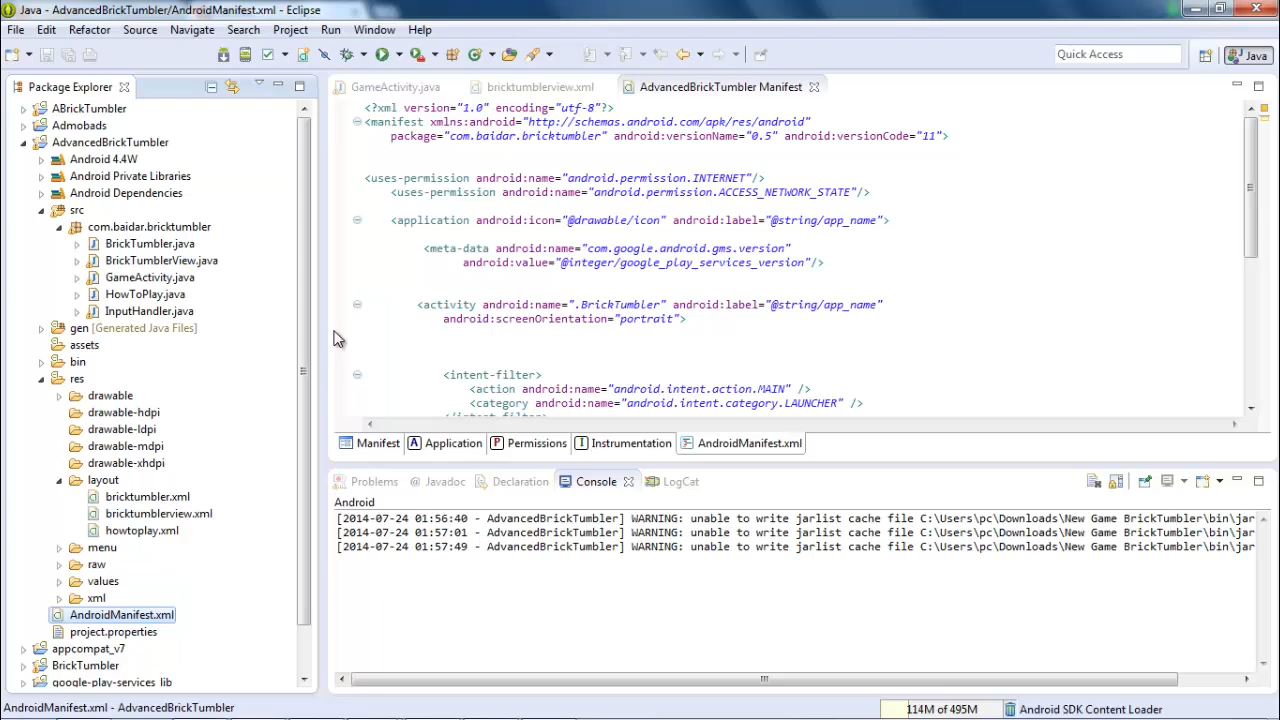 Java - AdvancedBrickTumbler/AndroidManifest.xml - Eclipse
File Edit Refactor Source Navigate Search Project Run Window Help
Quick Access
Java
Package Explorer
GameActivity.java
bricktumblerview.xml
AdvancedBrickTumbler Manifest
ABrickTumbler
Admobads
AdvancedBrickTumbler
Android 4.4W
Android Private Libraries
Android Dependencies
src
com.baidar.bricktumbler
BrickTumbler.java
BrickTumblerView.java
GameActivity.java
HowToPlay.java
InputHandler.java
gen [Generated Java Files]
assets
bin
res
drawable
drawable-hdpi
drawable-ldpi
drawable-mdpi
drawable-xhdpi
layout
bricktumbler.xml
bricktumblerview.xml
howtoplay.xml
menu
raw
values
xml
AndroidManifest.xml
project.properties
appcompat_v7
BrickTumbler
google-play-services_lib
<?xml version="1.0" encoding="utf-8"?>
<manifest xmlns:android="http://schemas.android.com/apk/res/android"
package="com.baidar.bricktumbler" android:versionName="0.5" android:versionCode="11">
<uses-permission android:name="android.permission.INTERNET"/>
<uses-permission android:name="android.permission.ACCESS_NETWORK_STATE"/>
<application android:icon="@drawable/icon" android:label="@string/app_name">
<meta-data android:name="com.google.android.gms.version"
android:value="@integer/google_play_services_version"/>
<activity android:name=".BrickTumbler" android:label="@string/app_name"
android:screenOrientation="portrait">
<intent-filter>
<action android:name="android.intent.action.MAIN" />
<category android:name="android.intent.category.LAUNCHER" />
</intent-filter>
Manifest
A Application
P Permissions
I Instrumentation
AndroidManifest.xml
Problems
@ Javadoc
Declaration
Console
LogCat
Android
[2014-07-24 01:56:40 - AdvancedBrickTumbler] WARNING: unable to write jarlist cache file C:\Users\pc\Downloads\New Game BrickTumbler\bin\jar
[2014-07-24 01:57:01 - AdvancedBrickTumbler] WARNING: unable to write jarlist cache file C:\Users\pc\Downloads\New Game BrickTumbler\bin\jar
[2014-07-24 01:57:49 - AdvancedBrickTumbler] WARNING: unable to write jarlist cache file C:\Users\pc\Downloads\New Game BrickTumbler\bin\jar
AndroidManifest.xml - AdvancedBrickTumbler
114M of 495M
Android SDK Content Loader